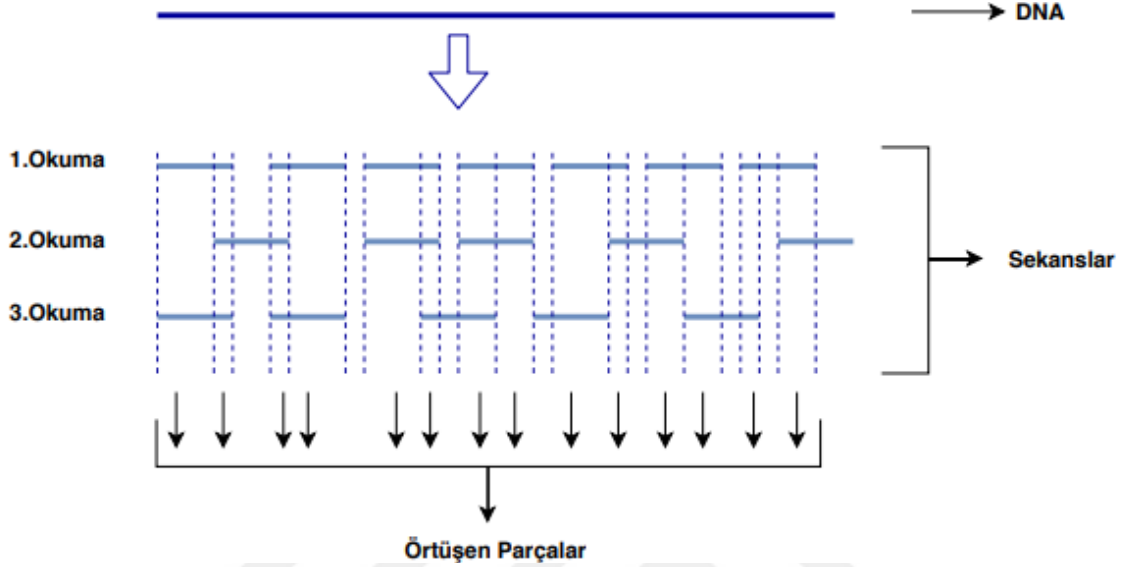 DNA
1.Okuma
2.Okuma
3.Okuma
Sekanslar
Örtüşen Parçalar